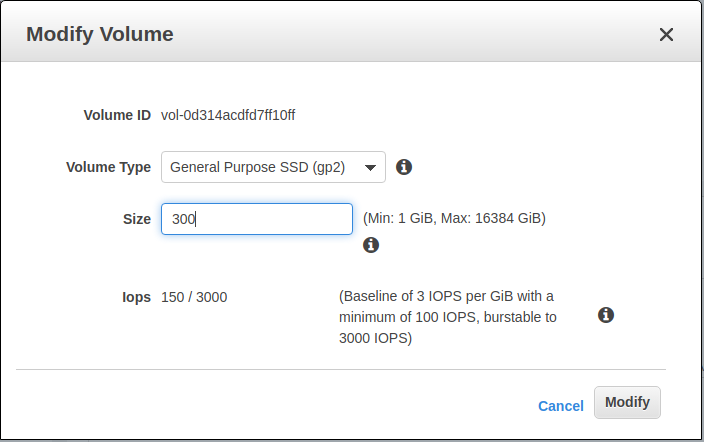 Modify Volume
Volume ID vol-0d314acdfd7ff10ff
Volume Type General Purpose SSD (gp2)
Size 300 (Min: 1 GiB, Max: 16384 GiB)
Iops 150 / 3000 (Baseline of 3 IOPS per GiB with a
minimum of 100 IOPS, burstable to
3000 IOPS)
Cancel Modify